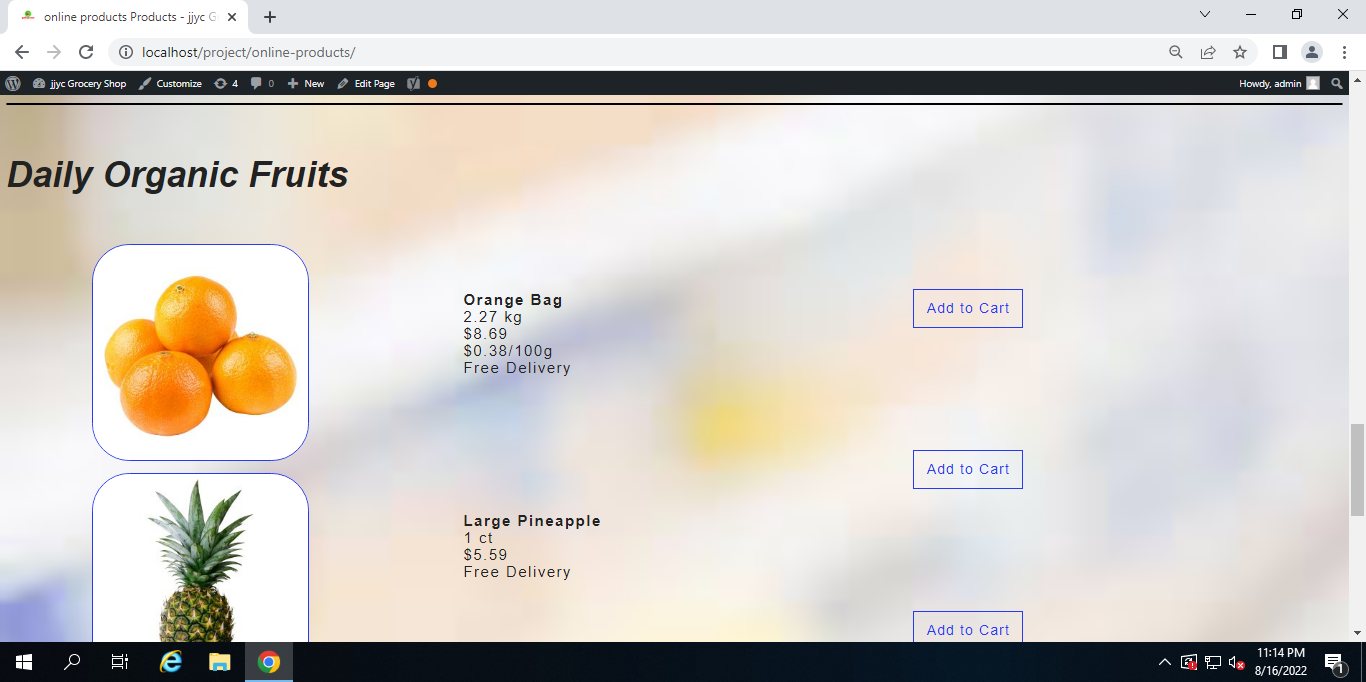 online products Products - jjyc G
localhost/project/online-products/
jjyc Grocery Shop Customize 4 0 New Edit Page Howdy, admin
Daily Organic Fruits
Orange Bag
2.27 kg
$8.69
$0.38/100g
Free Delivery
Add to Cart
Add to Cart
Large Pineapple
1 ct
$5.59
Free Delivery
Add to Cart
11:14 PM
8/16/2022
1